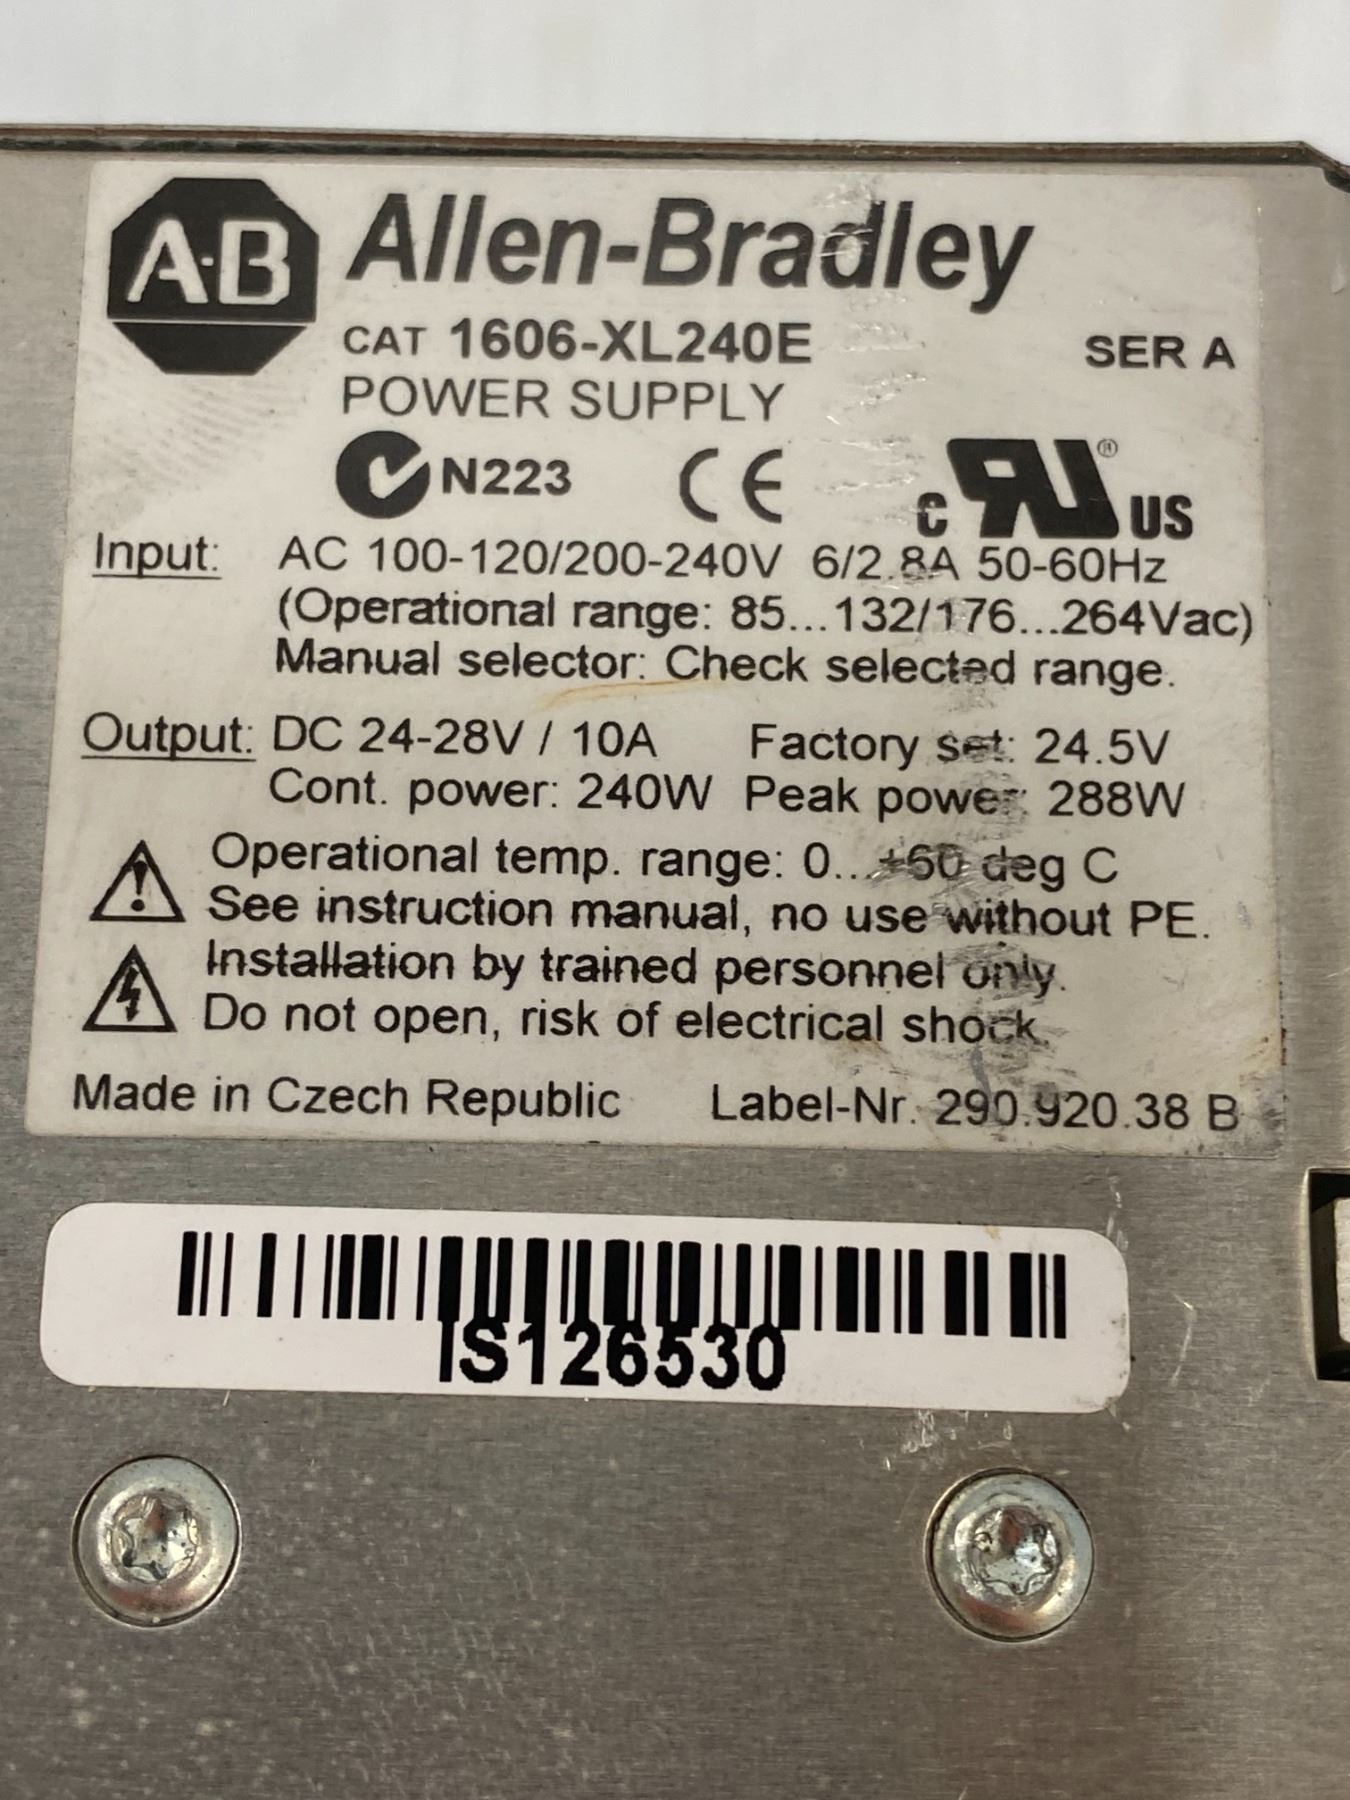 A-B Allen-Bradley
CAT 1606-XL240E SER A
POWER SUPPLY
N223 CE c RU ® US
Input: AC 100-120/200-240V 6/2.8A 50-60Hz
(Operational range: 85...132/176...264Vac)
Manual selector: Check selected range.
Output: DC 24-28V / 10A Factory set: 24.5V
Cont. power: 240W Peak power: 288W
Operational temp. range: 0...+60 deg C
See instruction manual, no use without PE.
Installation by trained personnel only.
Do not open, risk of electrical shock.
Made in Czech Republic Label-Nr. 290.920.38 B
IS126530